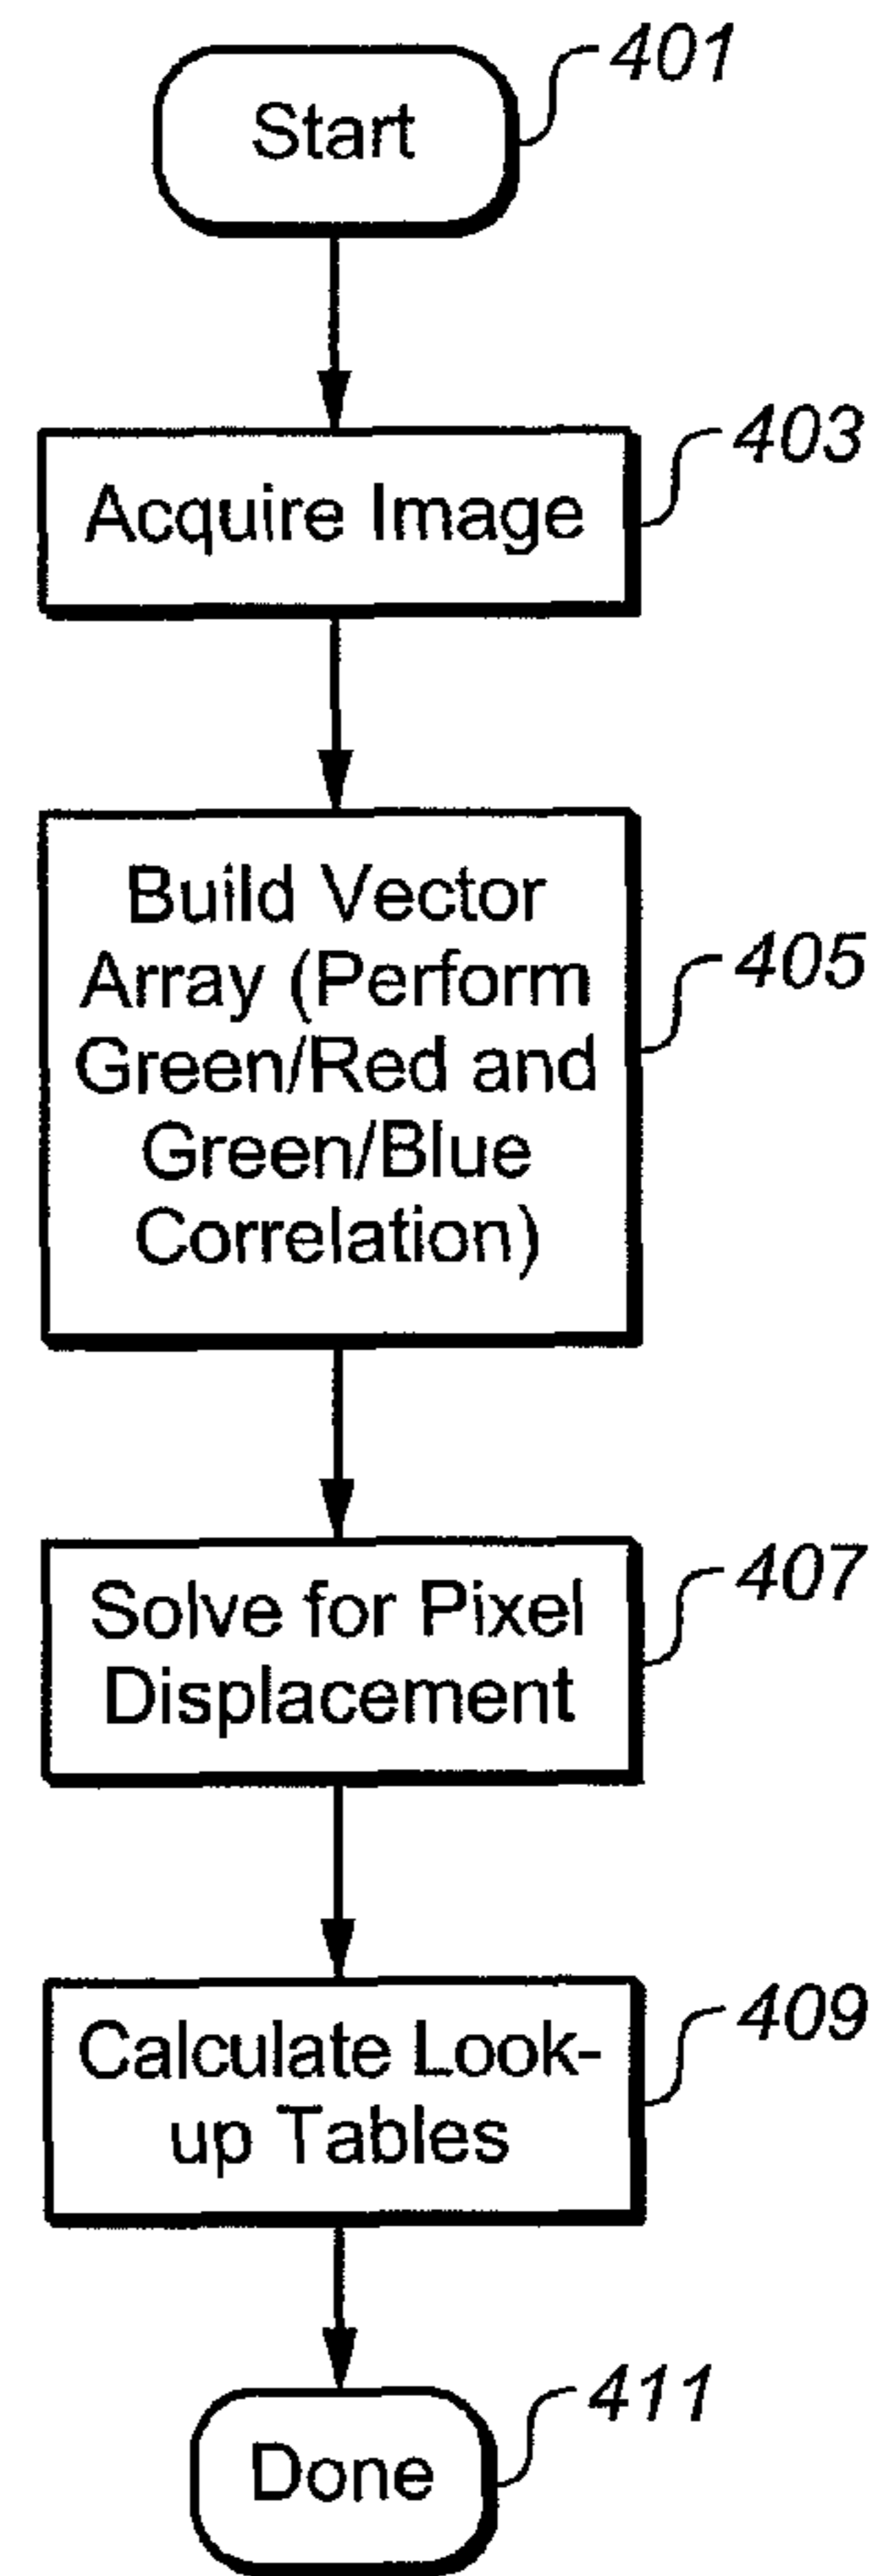 401
Start
403
Acquire Image
Build Vector
Array (Perform
Green/Red and
Green/Blue
Correlation)
405
407
Solve for Pixel
Displacement
409
Calculate Look-
up Tables
411
Done